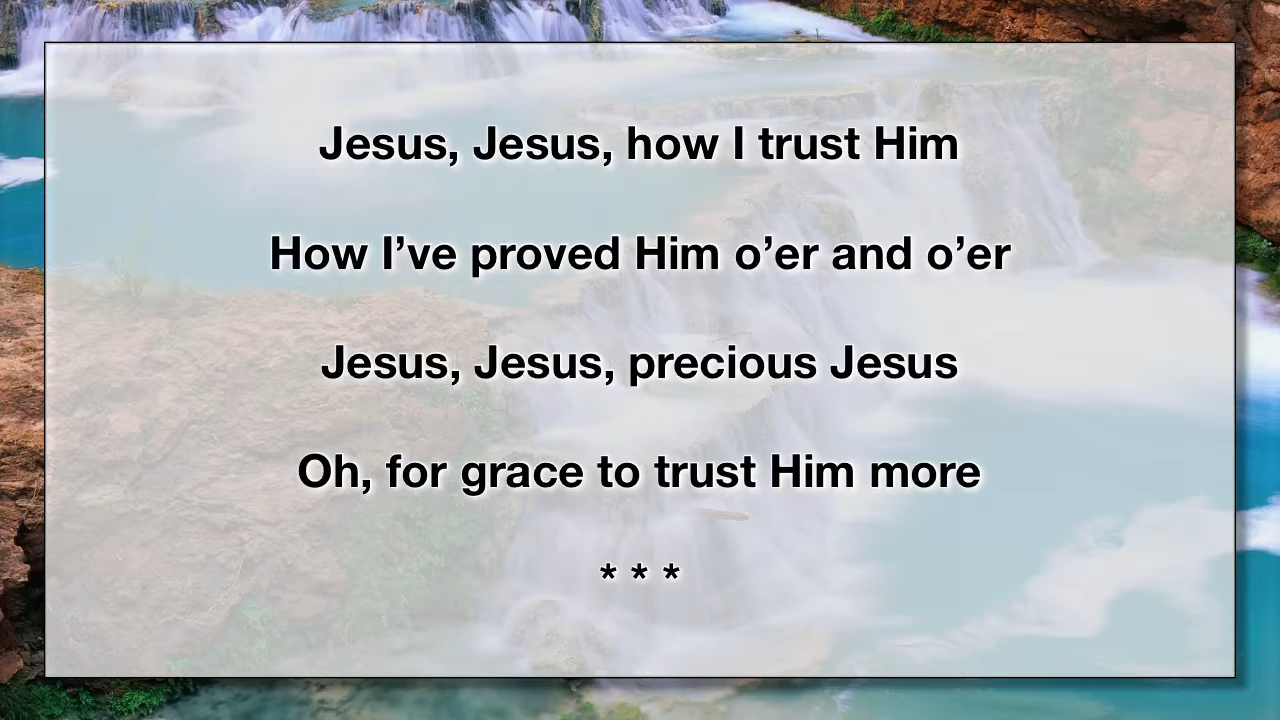 Jesus, Jesus, how I trust Him
How I’ve proved Him o’er and o’er
Jesus, Jesus, precious Jesus
Oh, for grace to trust Him more
* * *